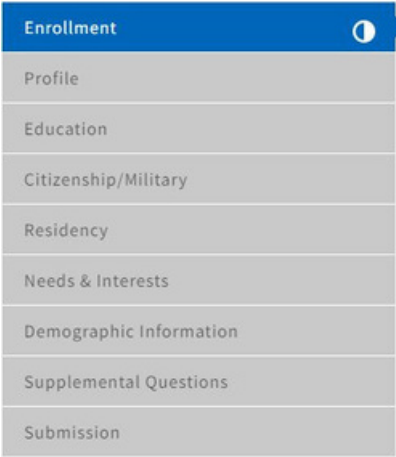 Enrollment
Profile
Education
Citizenship/Military
Residency
Needs & Interests
Demographic Information
Supplemental Questions
Submission